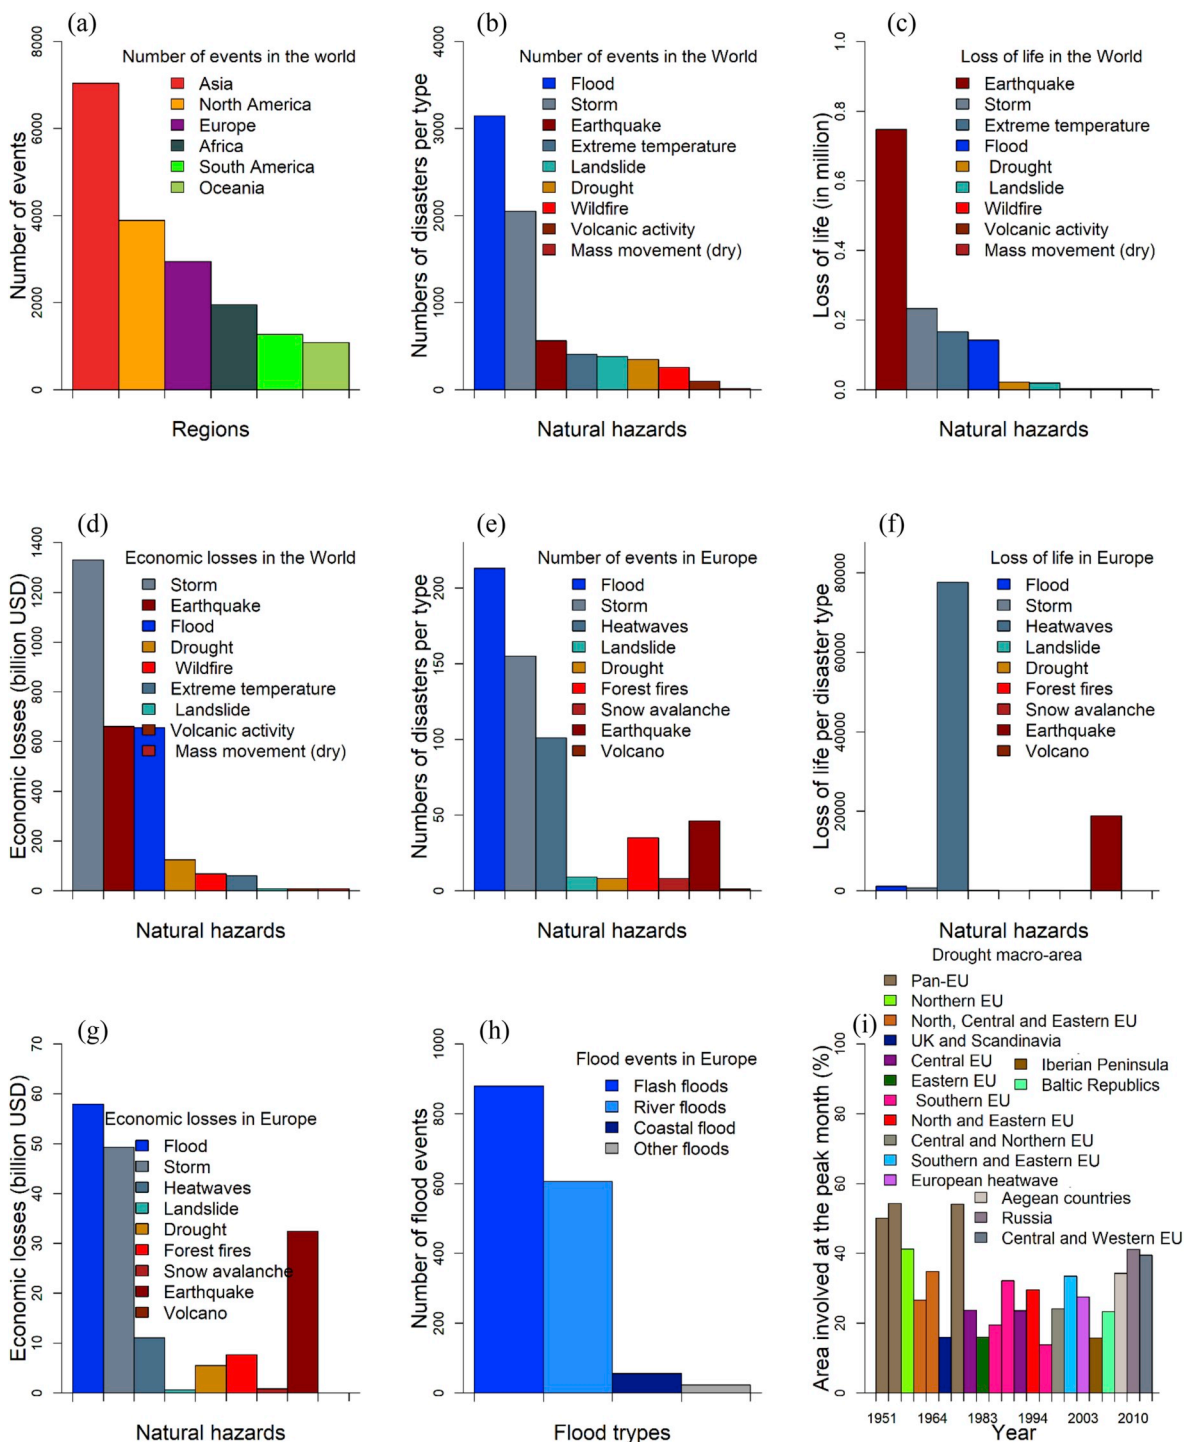 (a)
Number of events in the world
Asia
North America
Europe
Africa
South America
Oceania
Number of events
0
2000
4000
6000
8000
Regions
(b)
Number of events in the World
Flood
Storm
Earthquake
Extreme temperature
Landslide
Drought
Wildfire
Volcanic activity
Mass movement (dry)
Numbers of disasters per type
0
1000
2000
3000
4000
Natural hazards
(c)
Loss of life in the World
Earthquake
Storm
Extreme temperature
Flood
Drought
Landslide
Wildfire
Volcanic activity
Mass movement (dry)
Loss of life (in million)
0.0
0.2
0.4
0.6
0.8
1.0
Natural hazards
(d)
Economic losses in the World
Storm
Earthquake
Flood
Drought
Wildfire
Extreme temperature
Landslide
Volcanic activity
Mass movement (dry)
Economic losses (billion USD)
0
200
400
600
800
1000
1200
1400
Natural hazards
(e)
Number of events in Europe
Flood
Storm
Heatwaves
Landslide
Drought
Forest fires
Snow avalanche
Earthquake
Volcano
Numbers of disasters per type
0
50
100
150
200
Natural hazards
(f)
Loss of life in Europe
Flood
Storm
Heatwaves
Landslide
Drought
Forest fires
Snow avalanche
Earthquake
Volcano
Loss of life per disaster type
0
20000
40000
60000
80000
Natural hazards
(g)
Economic losses in Europe
Flood
Storm
Heatwaves
Landslide
Drought
Forest fires
Snow avalanche
Earthquake
Volcano
Economic losses (billion USD)
0
10
20
30
40
50
60
70
Natural hazards
(h)
Flood events in Europe
Flash floods
River floods
Coastal flood
Other floods
Number of flood events
0
200
400
600
800
1000
Flood trypes
(i)
Drought macro-area
Pan-EU
Northern EU
North, Central and Eastern EU
UK and Scandinavia
Central EU
Eastern EU
Southern EU
North and Eastern EU
Central and Northern EU
Southern and Eastern EU
European heatwave
Iberian Peninsula
Baltic Republics
Aegean countries
Russia
Central and Western EU
Area involved at the peak month (%)
0
20
40
60
80
100
1951
1964
1983
1994
2003
2010
Year